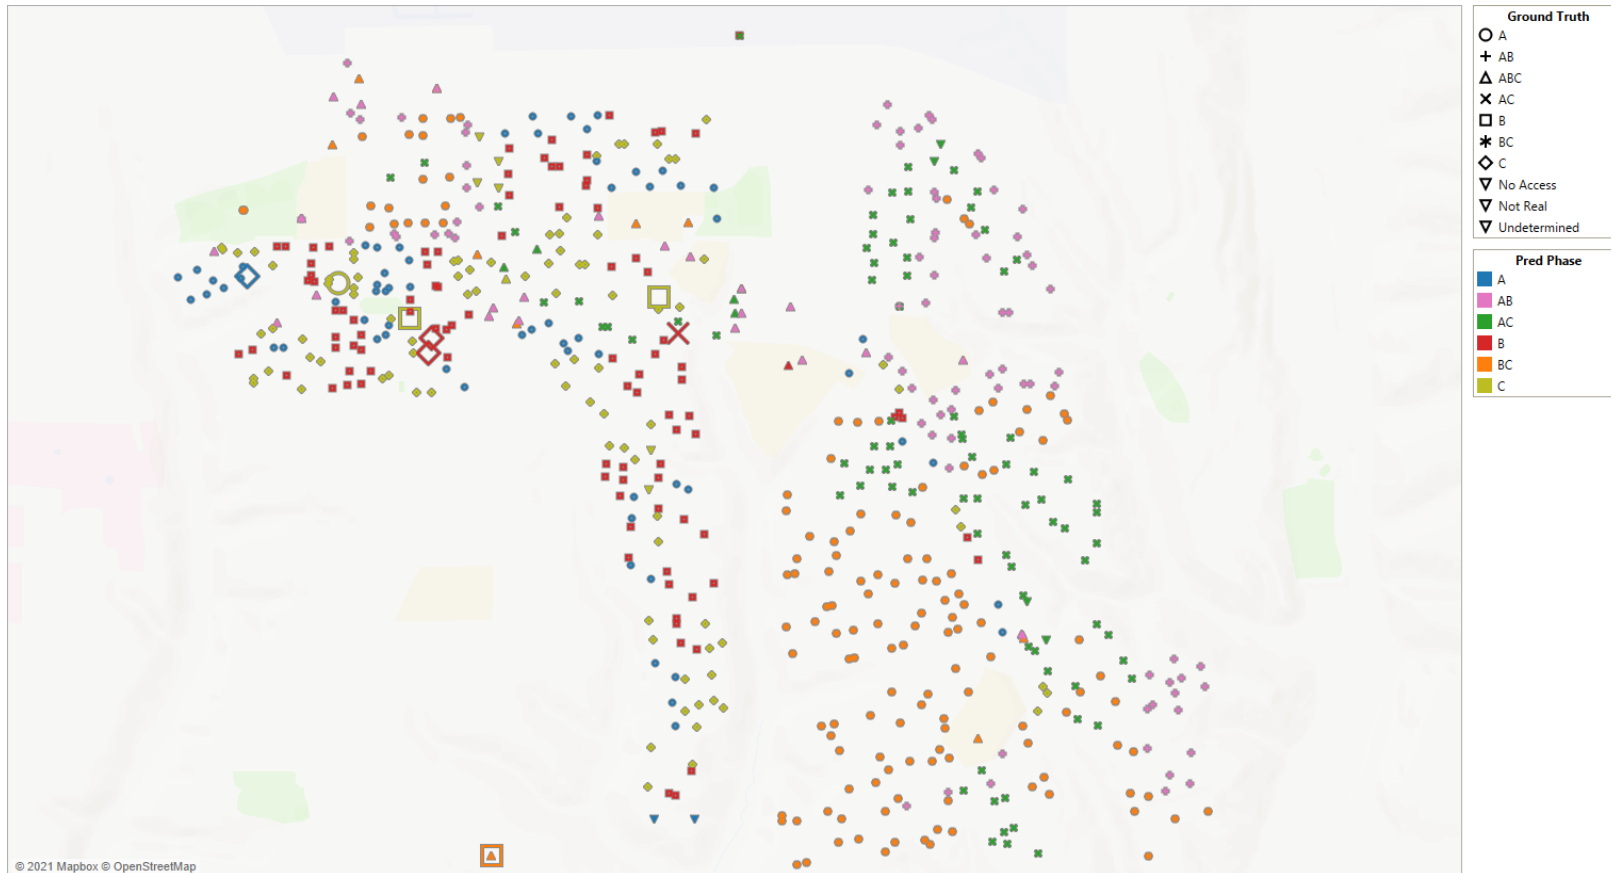 Ground Truth
A
AB
ABC
AC
B
BC
C
No Access
Not Real
Undetermined
Pred Phase
A
AB
AC
B
BC
C
© 2021 Mapbox © OpenStreetMap